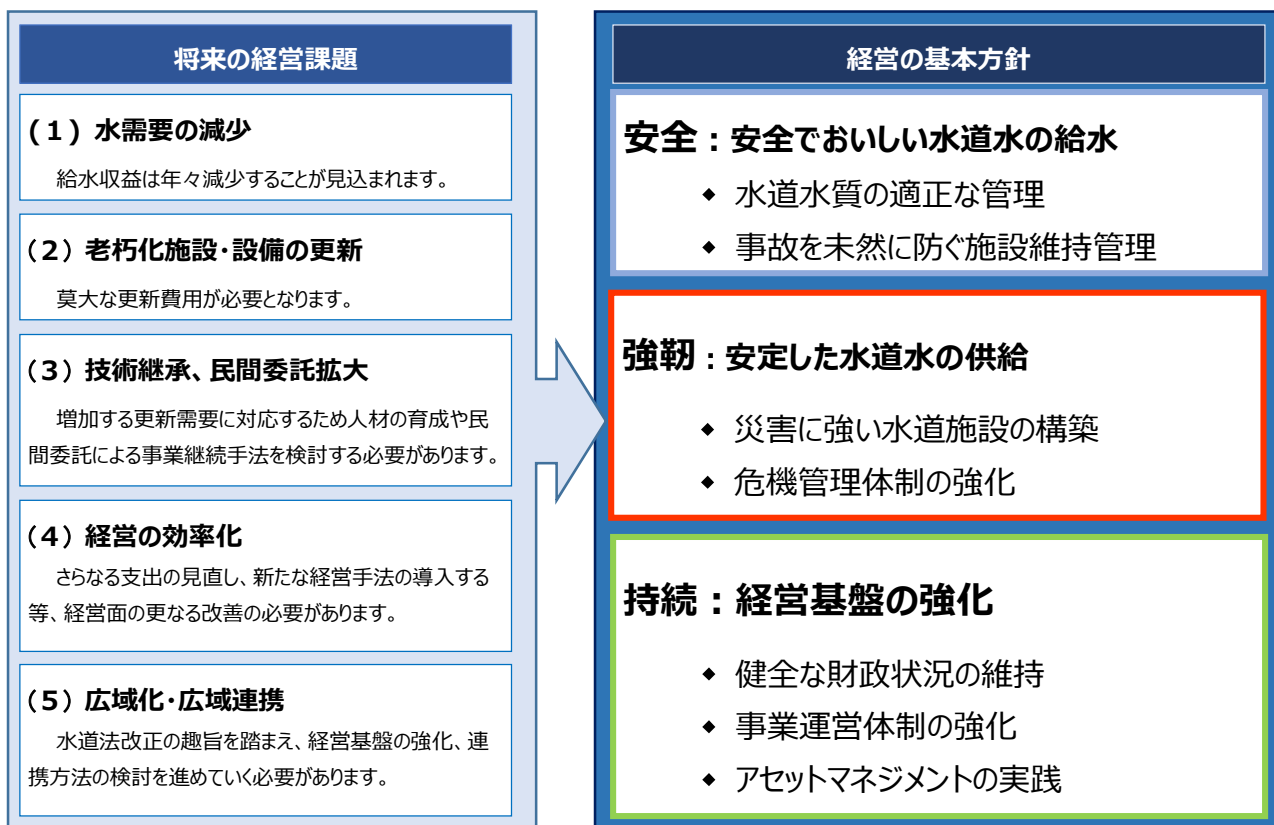 将来の経営課題
(１) 水需要の減少
給水収益は年々減少することが見込まれます。
(２) 老朽化施設･設備の更新
莫大な更新費用が必要となります。
(３) 技術継承、民間委託拡大
増加する更新需要に対応するため人材の育成や民
間委託による事業継続手法を検討する必要があります。
(４) 経営の効率化
さらなる支出の見直し、新たな経営手法の導入する
等、経営面の更なる改善の必要があります。
(５) 広域化･広域連携
水道法改正の趣旨を踏まえ、経営基盤の強化、連
携方法の検討を進めていく必要があります。
経営の基本方針
安全：安全でおいしい水道水の給水
◆ 水道水質の適正な管理
◆ 事故を未然に防ぐ施設維持管理
強靭：安定した水道水の供給
◆ 災害に強い水道施設の構築
◆ 危機管理体制の強化
持続：経営基盤の強化
◆ 健全な財政状況の維持
◆ 事業運営体制の強化
◆ アセットマネジメントの実践